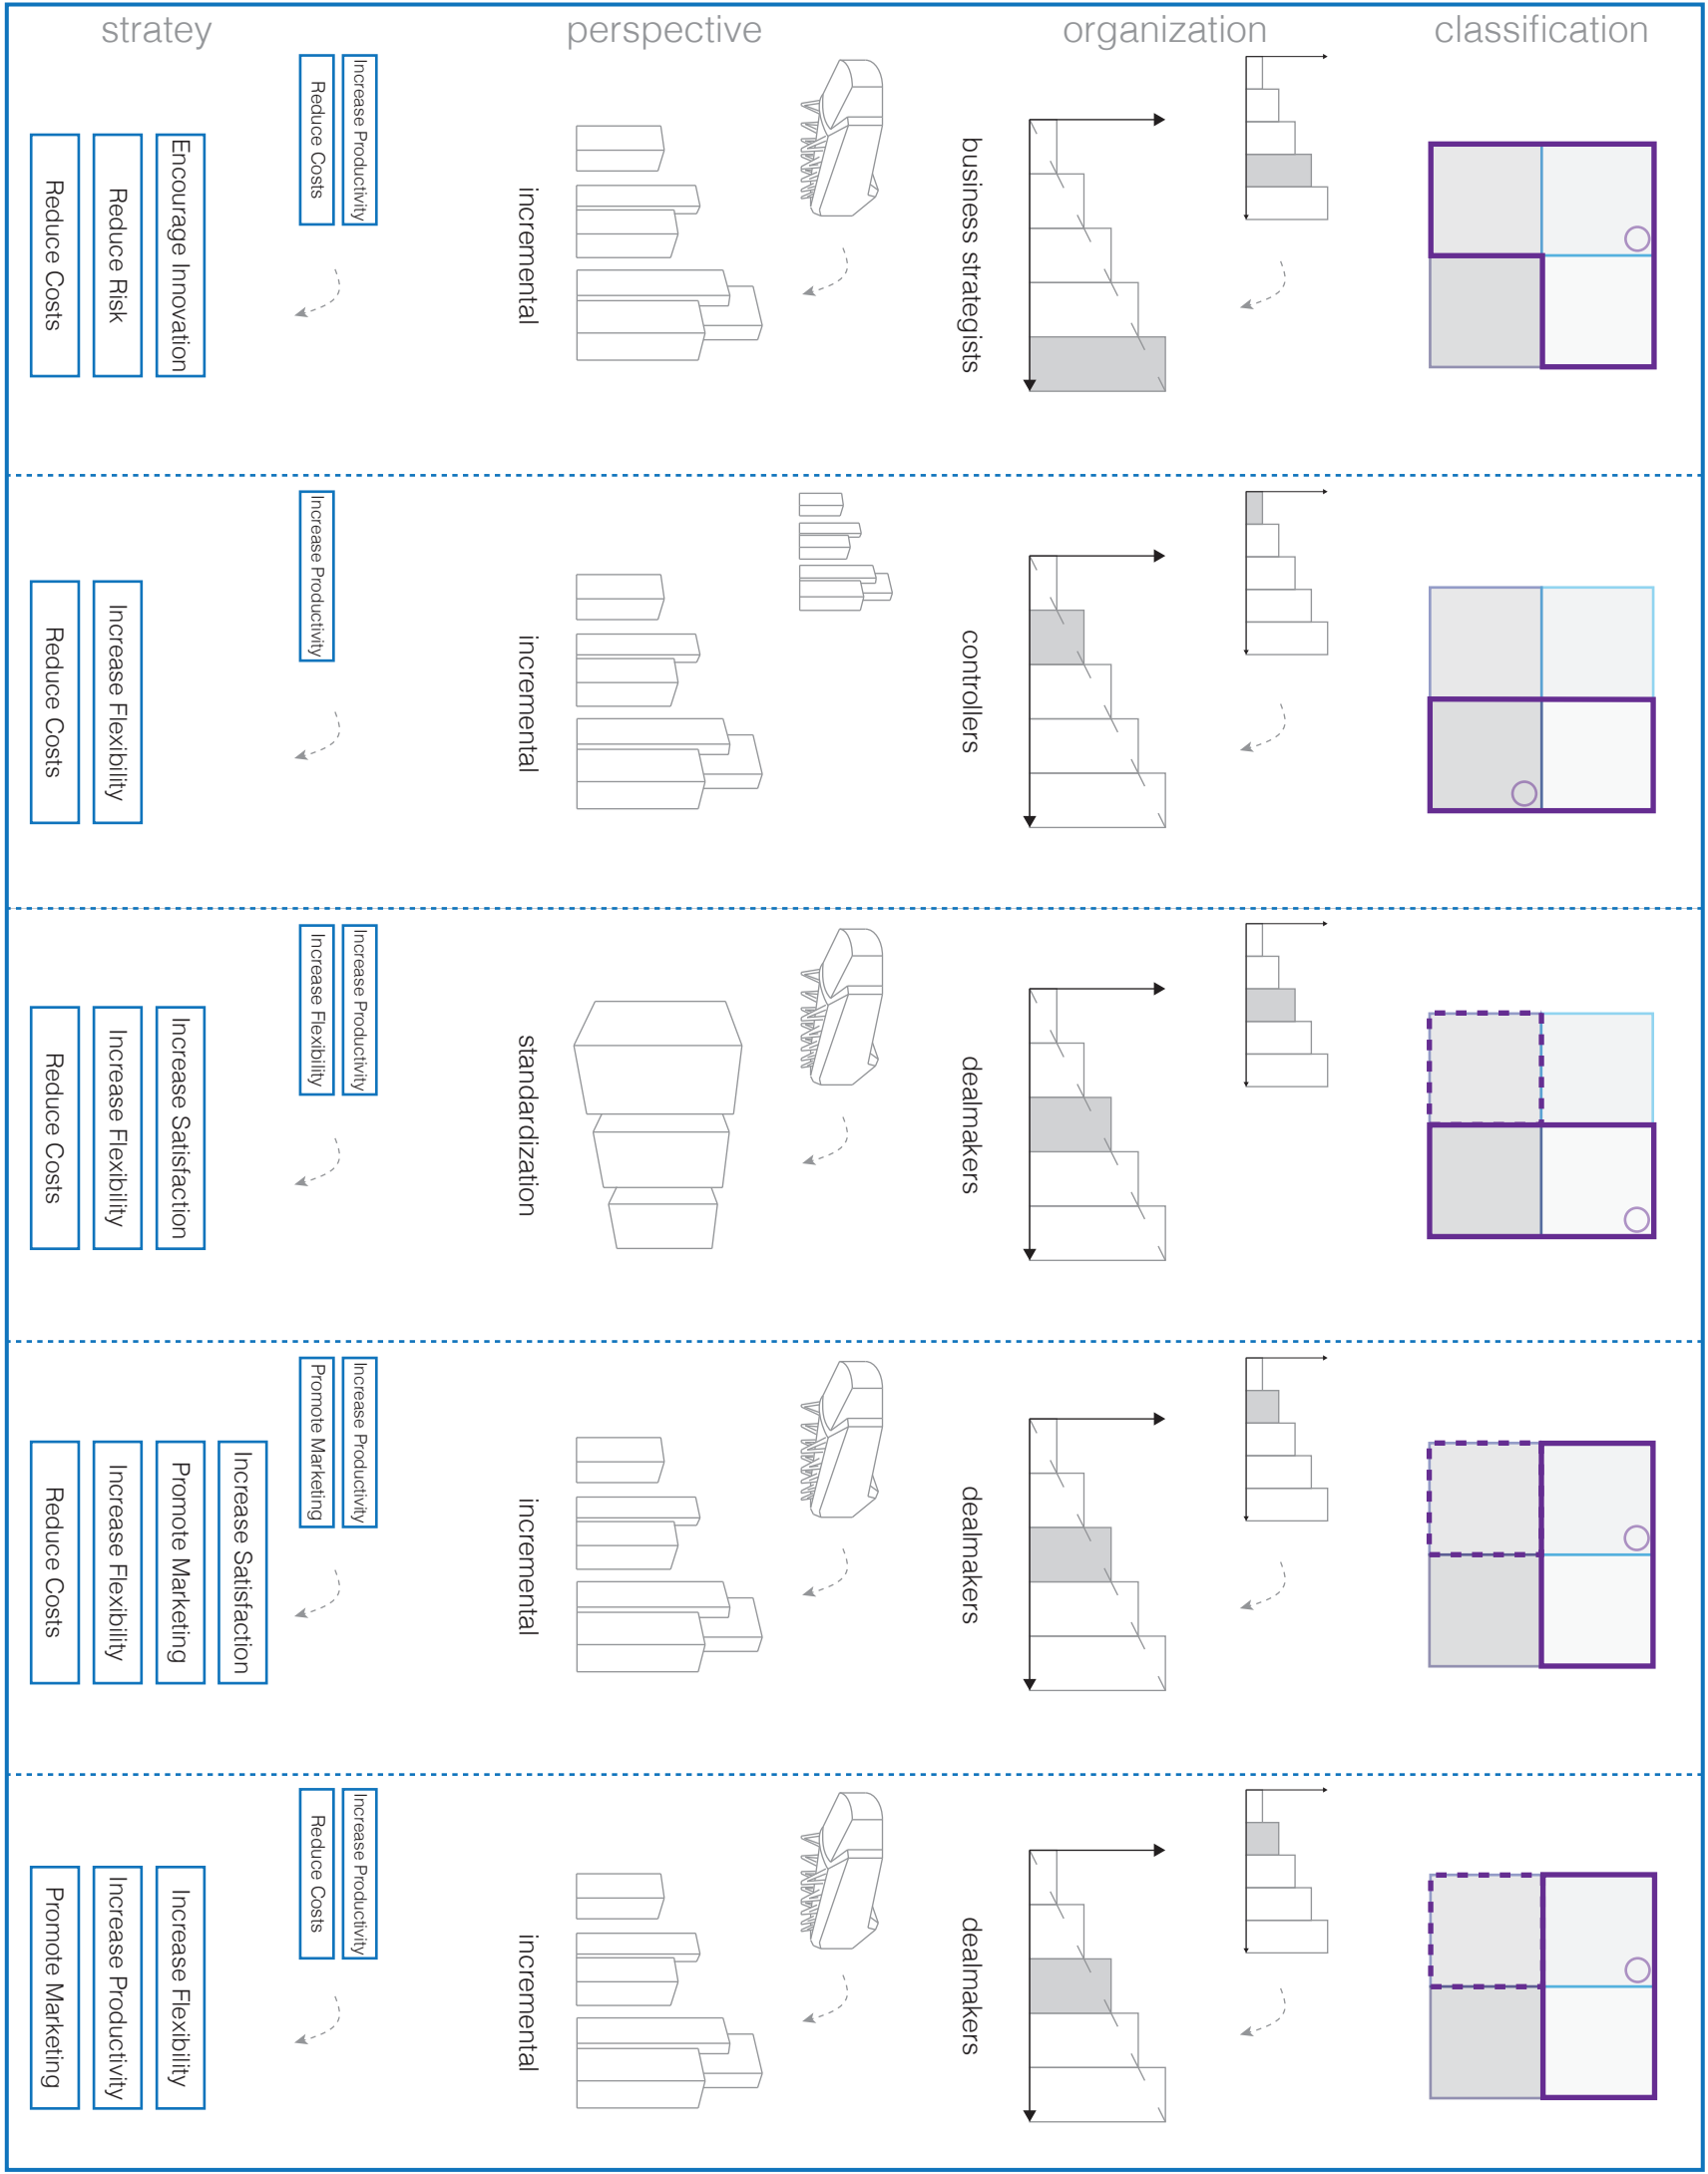 stratey
perspective
organization
classification
Increase Productivity
Reduce Costs
Encourage Innovation
Reduce Risk
Reduce Costs
incremental
business strategists
Increase Productivity
Increase Flexibility
Reduce Costs
incremental
controllers
Increase Productivity
Increase Flexibility
Increase Satisfaction
Increase Flexibility
Reduce Costs
standardization
dealmakers
Increase Productivity
Promote Marketing
Increase Satisfaction
Promote Marketing
Increase Flexibility
Reduce Costs
incremental
dealmakers
Increase Productivity
Reduce Costs
Increase Flexibility
Increase Productivity
Promote Marketing
incremental
dealmakers